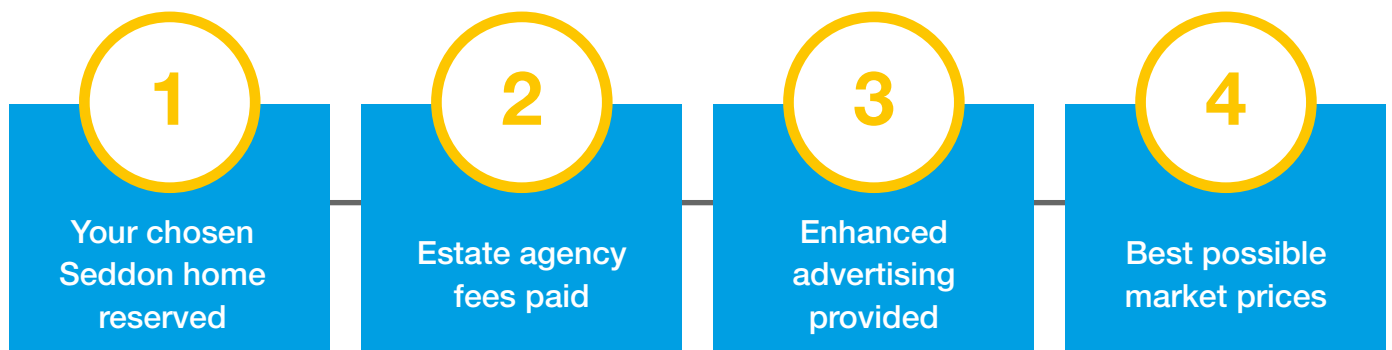 1
Your chosen
Seddon home
reserved
2
Estate agency
fees paid
3
Enhanced
advertising
provided
4
Best possible
market prices